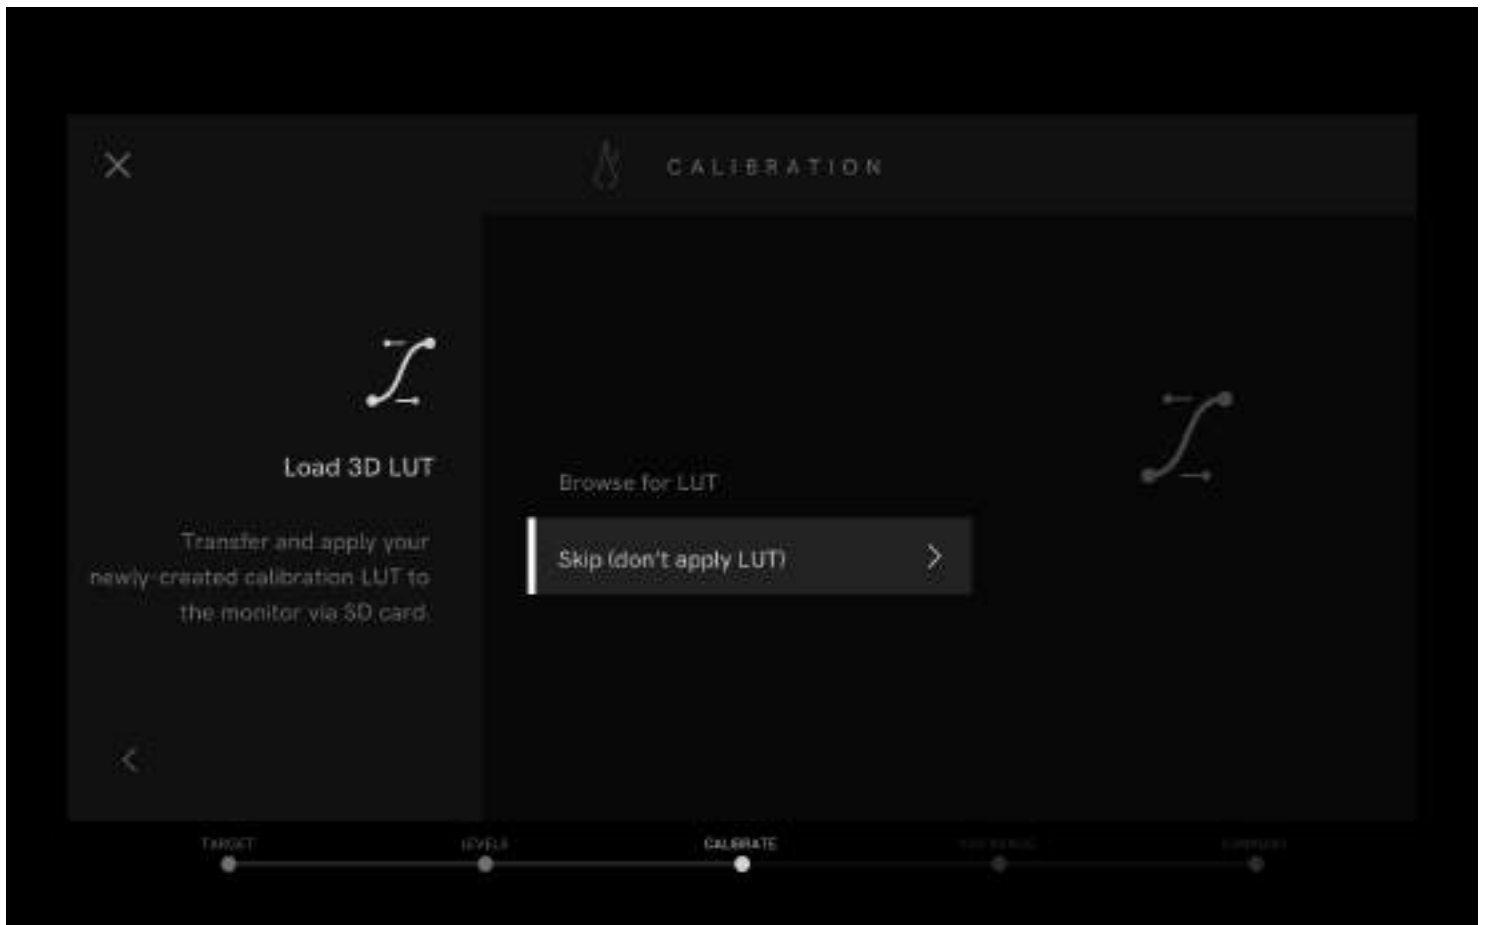 CALIBRATION
Load 3D LUT
Transfer and apply your
newly-created calibration LUT to
the monitor via SD card.
Browse for LUT
Skip (don't apply LUT)
TARGET
LEVELS
CALIBRATE
SUMMARY